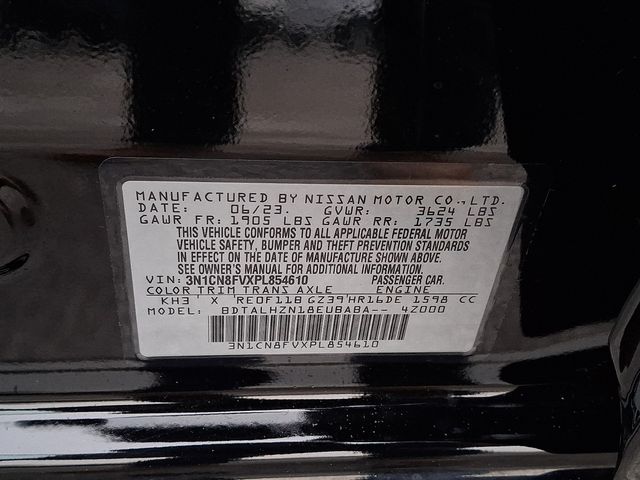 MANUFACTURED BY NISSAN MOTOR CO., LTD.
DATE: 06/23. GVWR: 3624 LBS
GAWR FR: 1905 LBS GAWR RR: 1735 LBS
THIS VEHICLE CONFORMS TO ALL APPLICABLE FEDERAL MOTOR
VEHICLE SAFETY, BUMPER AND THEFT PREVENTION STANDARDS
IN EFFECT ON THE DATE OF MANUFACTURE SHOWN ABOVE.
SEE OWNER'S MANUAL FOR ADDITIONAL INFORMATION.
VIN: 3N1CN8FVXPL854610 PASSENGER CAR.
COLOR TRIM TRANS AXLE ENGINE
KH3 ' X 'RE0F11B GZ39'HR16DE 1598 CC
MODEL: BDTALHZN18EUBABA-- 4Z000
3N1CN8FVXPL854610